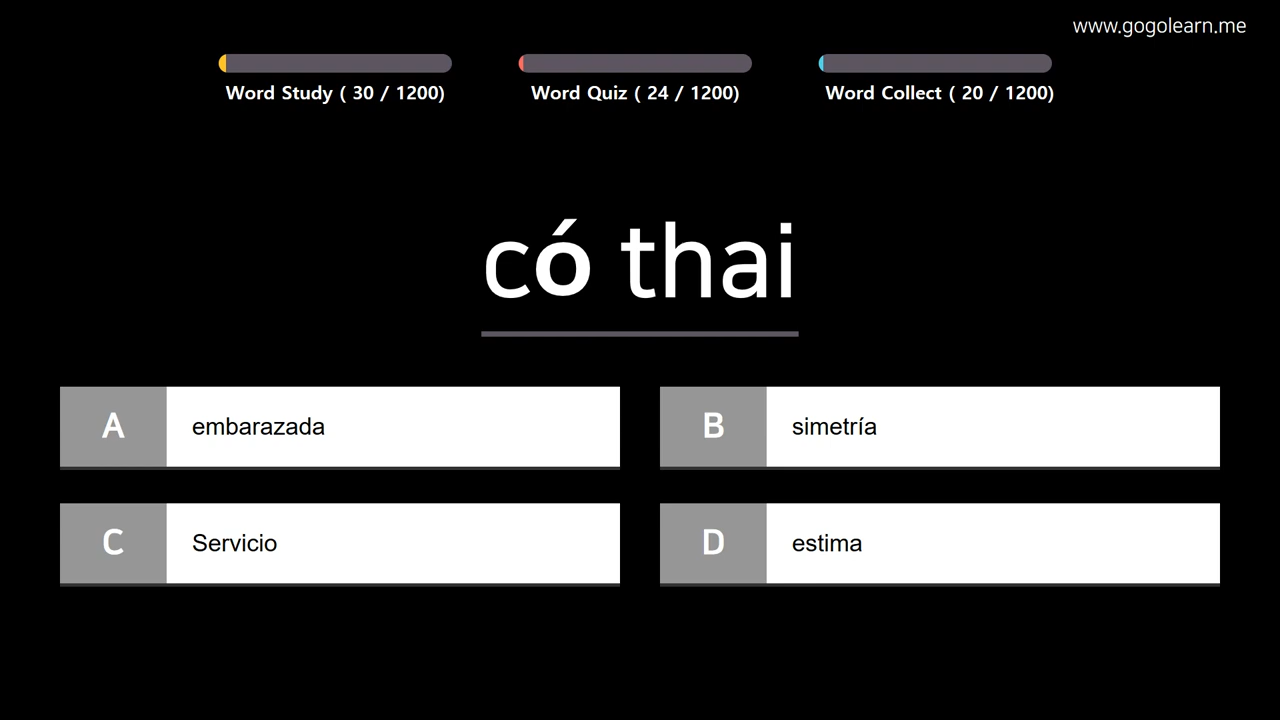 www.gogolearn.me
Word Study ( 30 / 1200)
Word Quiz ( 24 / 1200)
Word Collect ( 20 / 1200)
có thai
A embarazada
B simetría
C Servicio
D estima